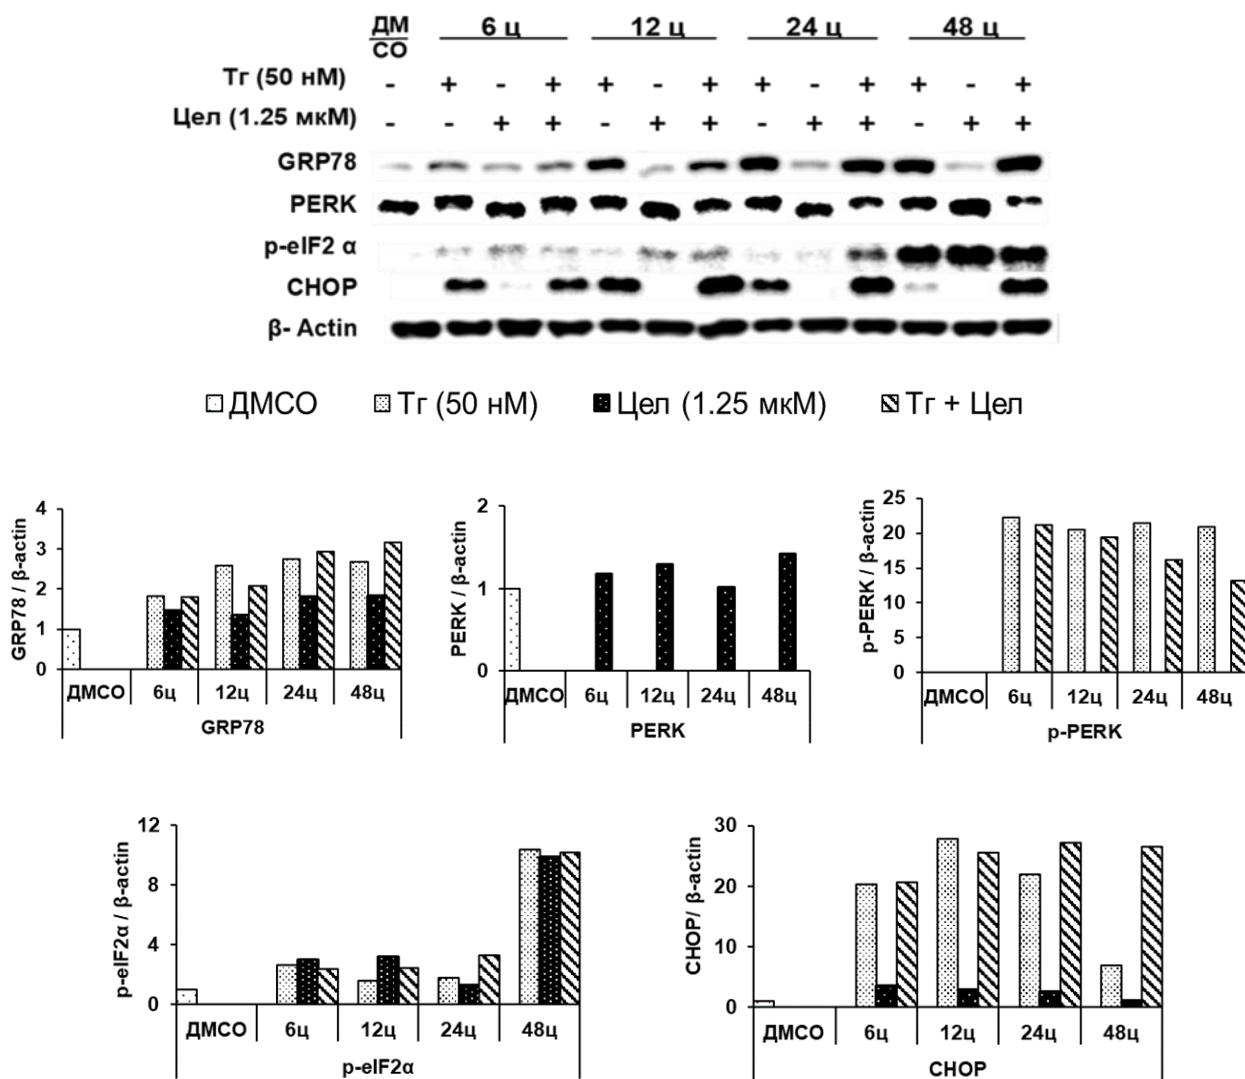 ДМ
СО
6 ц 12 ц 24 ц 48 ц
Тг (50 нМ) - + - + + - + + - + + - +
Цел (1.25 мкМ) - - + + - + + - + + - + +
GRP78
PERK
p-eIF2 α
CHOP
β- Actin
ДМСО Тг (50 нМ) Цел (1.25 мкМ) Тг + Цел
GRP78 / β-actin
4
3
2
1
0
ДМСО 6ц 12ц 24ц 48ц
GRP78
PERK / β-actin
2
1
0
ДМСО 6ц 12ц 24ц 48ц
PERK
p-PERK / β-actin
25
20
15
10
5
0
ДМСО 6ц 12ц 24ц 48ц
p-PERK
p-eIF2α / β-actin
12
8
4
0
ДМСО 6ц 12ц 24ц 48ц
p-eIF2α
CHOP/ β-actin
30
20
10
0
ДМСО 6ц 12ц 24ц 48ц
CHOP